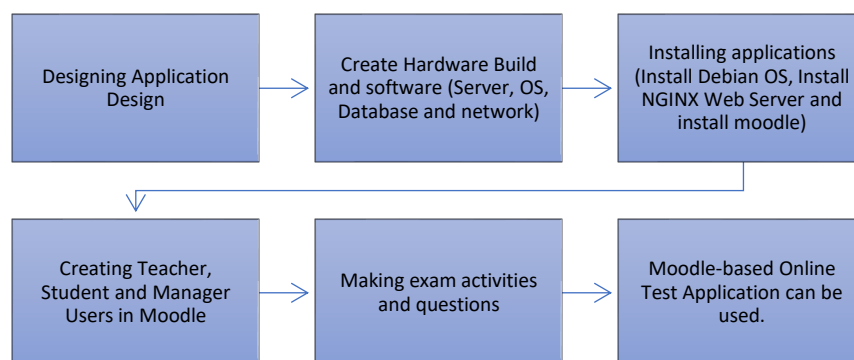 Designing Application
Design
Create Hardware Build
and software (Server, OS,
Database and network)
Installing applications
(Install Debian OS, Install
NGINX Web Server and
install moodle)
Creating Teacher,
Student and Manager
Users in Moodle
Making exam activities
and questions
Moodle-based Online
Test Application can be
used.